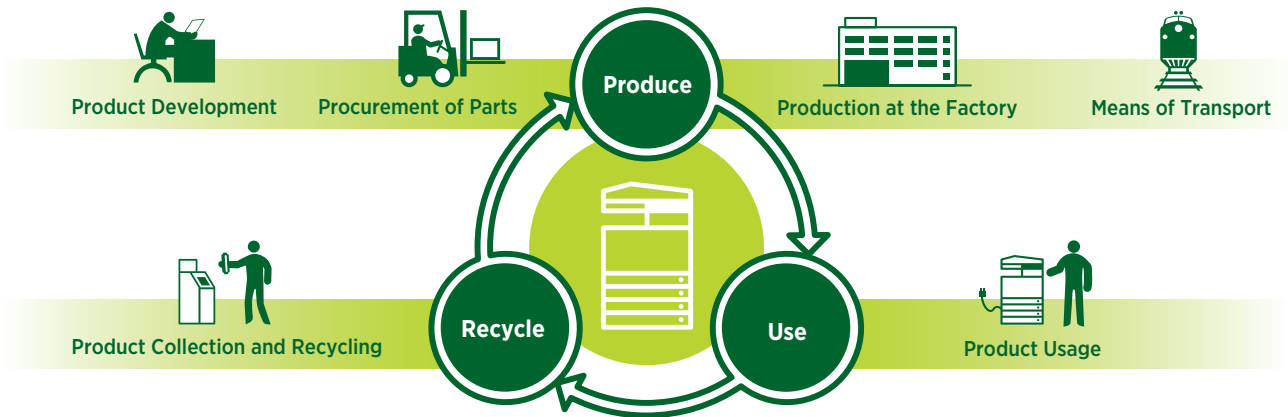 Product Development
Procurement of Parts
Produce
Production at the Factory
Means of Transport
Product Collection and Recycling
Recycle
Use
Product Usage